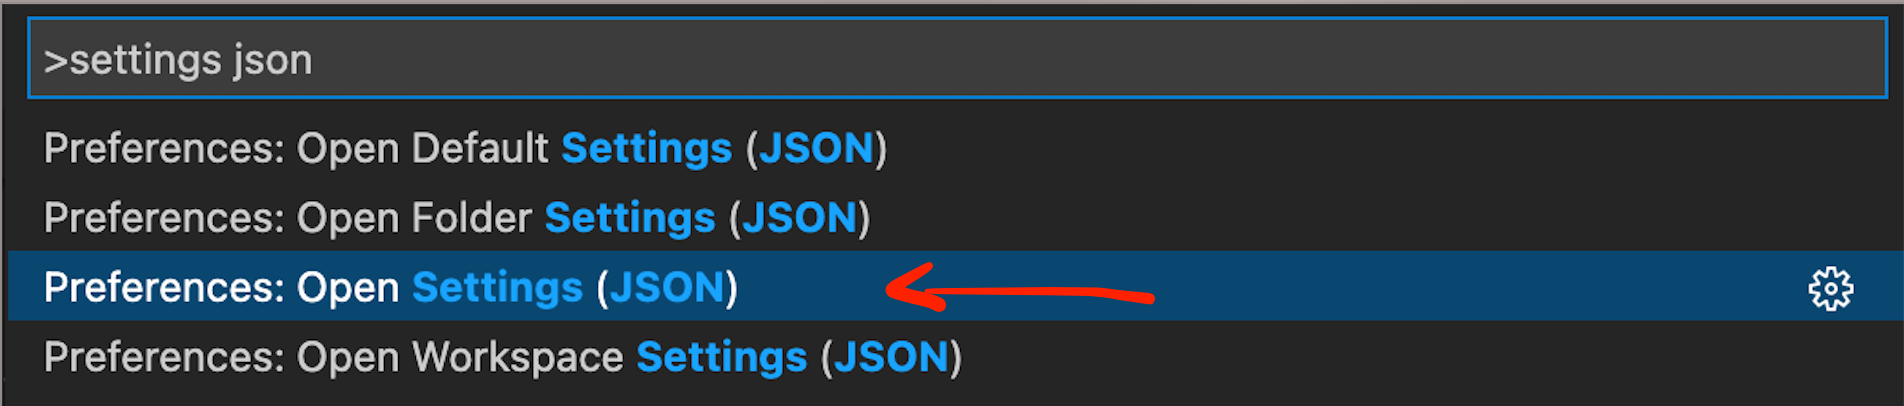 >settings json
Preferences: Open Default Settings (JSON)
Preferences: Open Folder Settings (JSON)
Preferences: Open Settings (JSON)
Preferences: Open Workspace Settings (JSON)